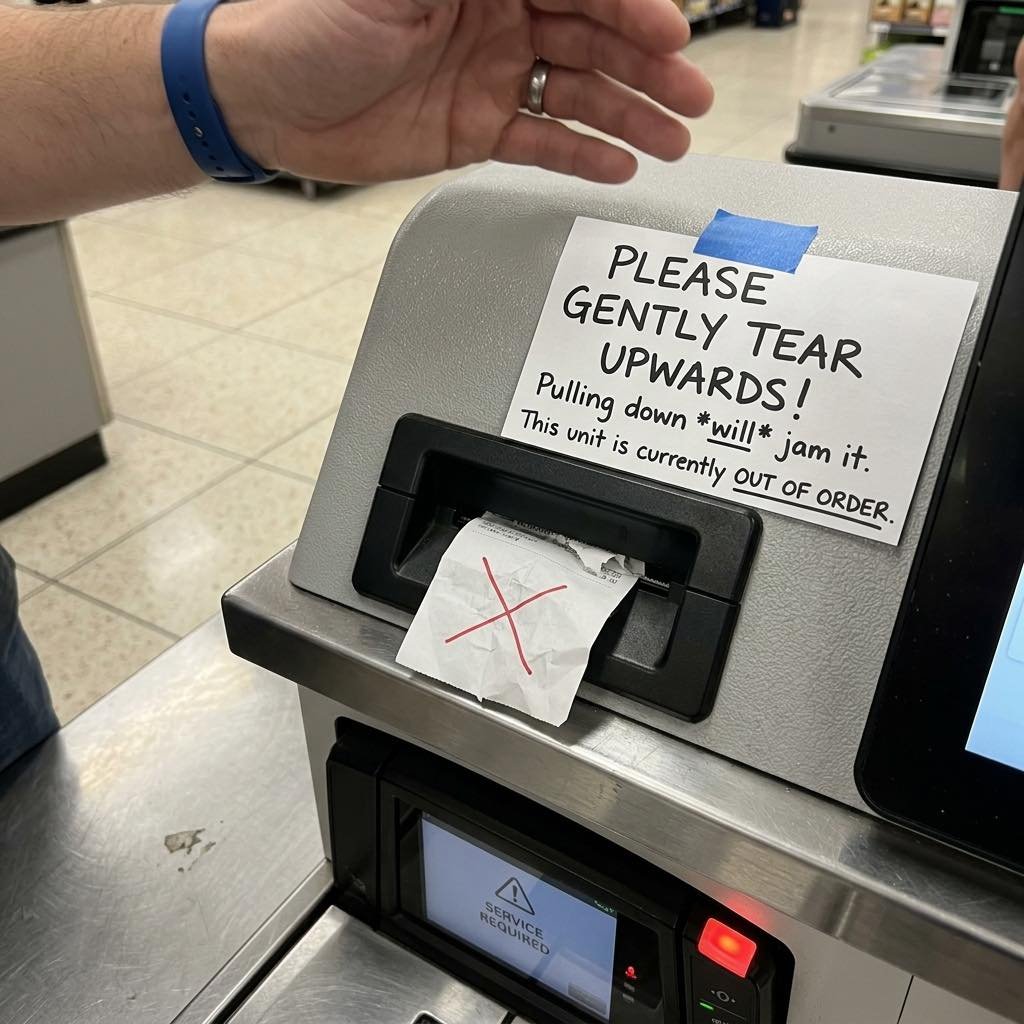 PLEASE
GENTLY TEAR
UPWARDS!
Pulling down *will* jam it.
This unit is currently OUT OF ORDER.
SERVICE
REQUIRED